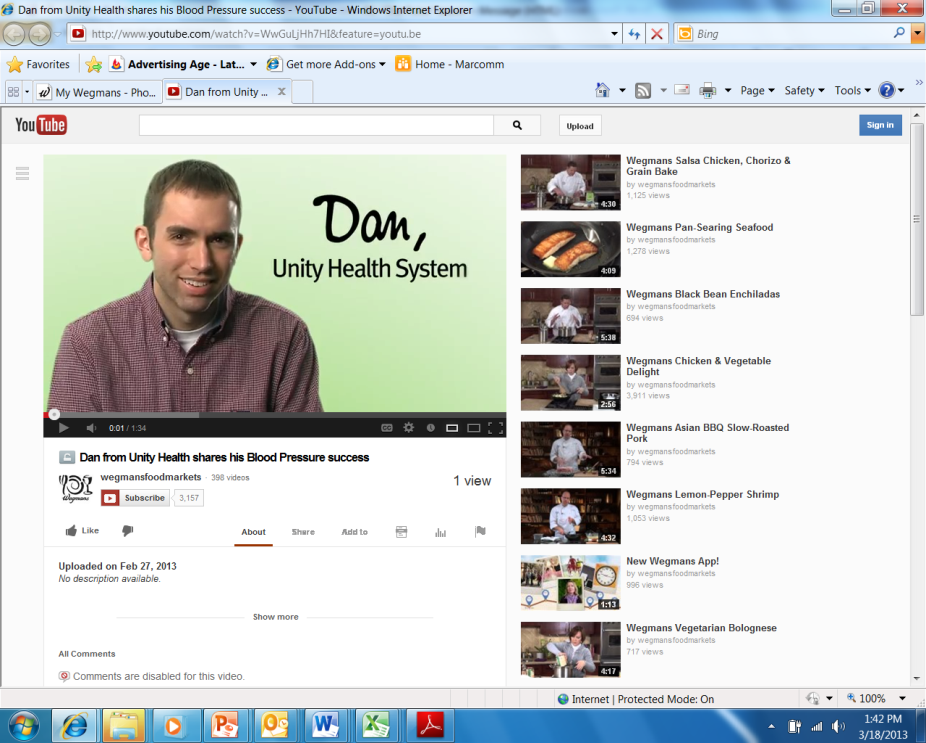 Dan from Unity Health shares his Blood Pressure success - YouTube - Windows Internet Explorer
http://www.youtube.com/watch?v=WwGuLjHh7HI&feature=youtu.be
Bing
Favorites
Advertising Age - Lat...
Get more Add-ons
Home - Marcomm
My Wegmans - Pho...
Dan from Unity ...
X
Page
Safety
Tools
YouTube
Upload
Sign in
Dan,
Unity Health System
0:01 / 1:34
CC
Dan from Unity Health shares his Blood Pressure success
Wegmans
wegmansfoodmarkets · 398 videos
Subscribe
3,157
1 view
Like
About
Share
Add to
Uploaded on Feb 27, 2013
No description available.
Show more
All Comments
Comments are disabled for this video.
4:30
Wegmans Salsa Chicken, Chorizo &
Grain Bake
by wegmansfoodmarkets
1,125 views
4:09
Wegmans Pan-Searing Seafood
by wegmansfoodmarkets
1,278 views
5:38
Wegmans Black Bean Enchiladas
by wegmansfoodmarkets
694 views
2:56
Wegmans Chicken & Vegetable
Delight
by wegmansfoodmarkets
3,911 views
5:34
Wegmans Asian BBQ Slow-Roasted
Pork
by wegmansfoodmarkets
794 views
4:32
Wegmans Lemon-Pepper Shrimp
by wegmansfoodmarkets
1,053 views
1:13
New Wegmans App!
by wegmansfoodmarkets
996 views
4:17
Wegmans Vegetarian Bolognese
by wegmansfoodmarkets
717 views
Internet | Protected Mode: On
100%
1:42 PM
3/18/2013